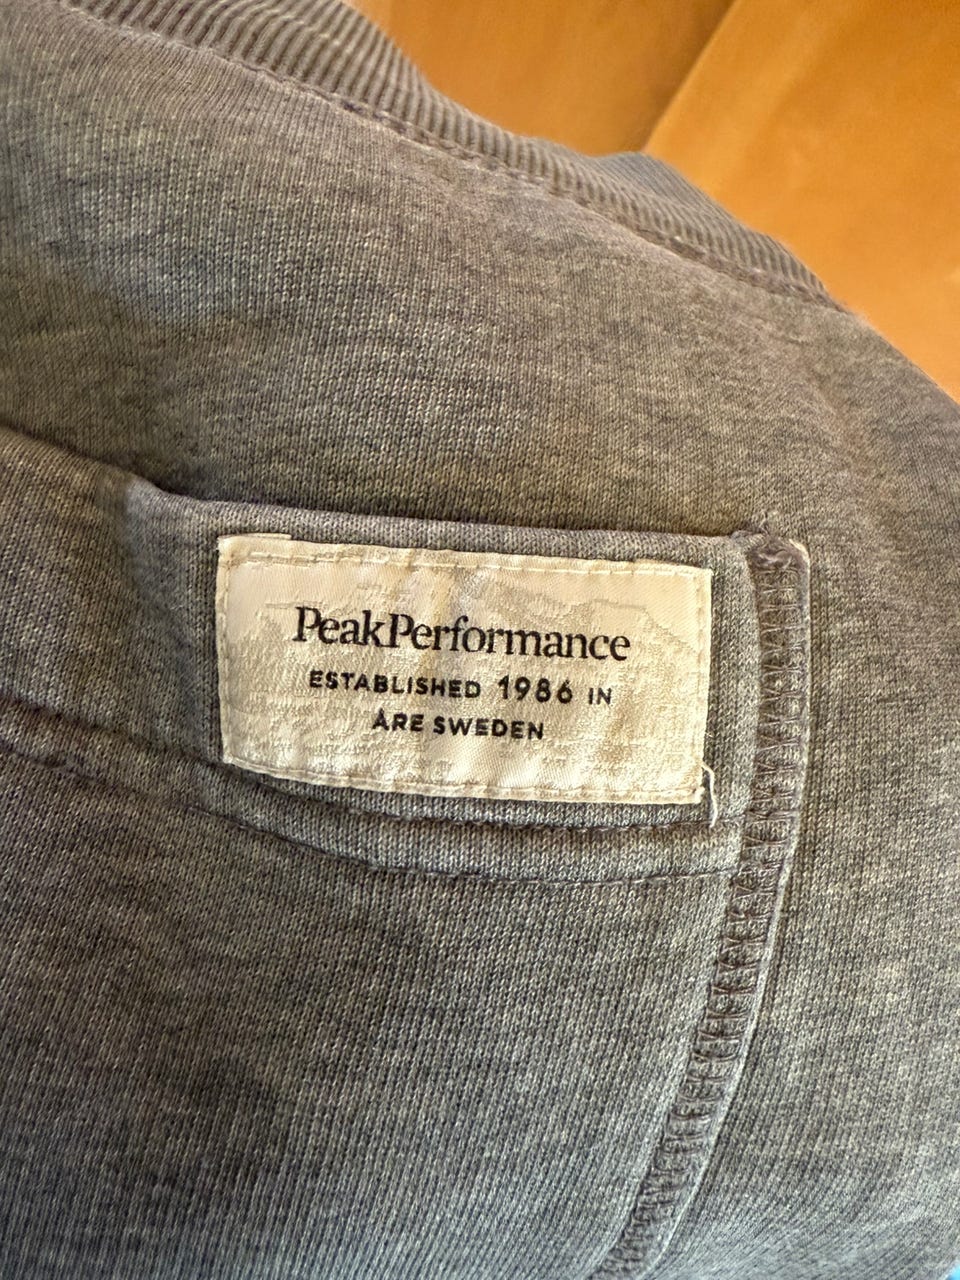 PeakPerformance
ESTABLISHED 1986 IN
ÅRE SWEDEN